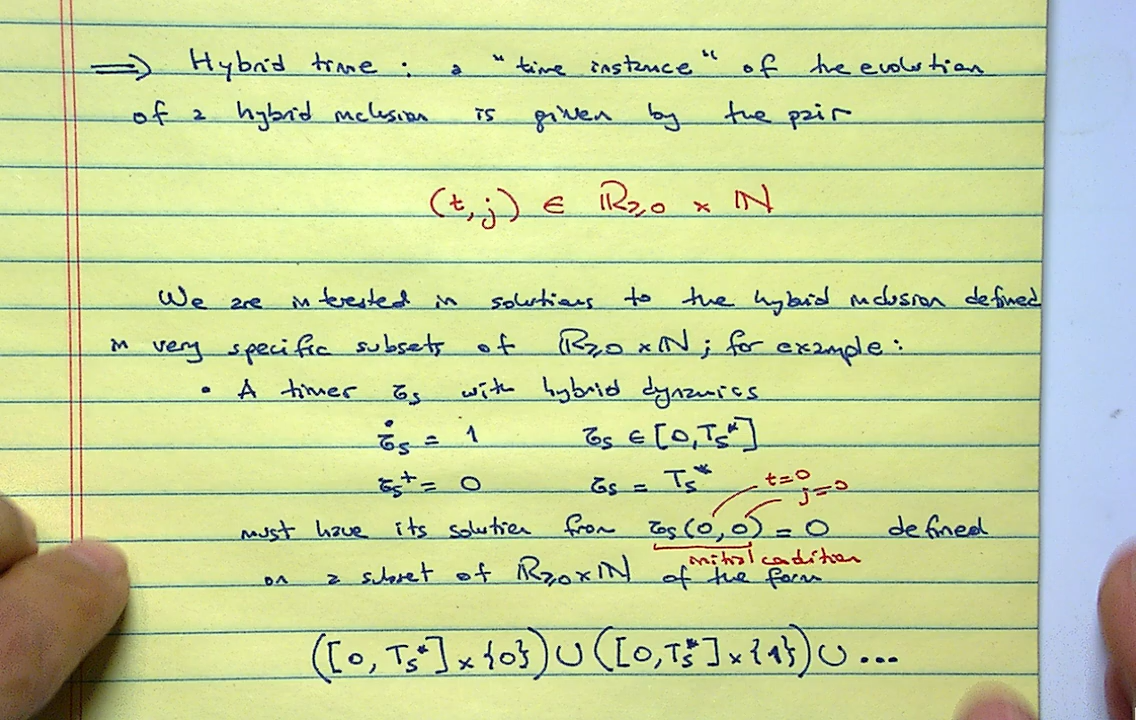 ⟹ Hybrid time : a "time instance" of the evolution
of a hybrid inclusion is given by the pair
(t,j) ∈ ℝ≥0 × ℕ
We are interested in solutions to the hybrid inclusion defined
in very specific subsets of ℝ≥0 × ℕ ; for example :
• A timer τs with hybrid dynamics
τ̇s = 1 τs ∈ [0,Ts*]
τs⁺ = 0 τs = Ts*
t=0
j=0
must have its solution from τs(0,0) = 0 defined
initial condition
on a subset of ℝ≥0 × ℕ of the form
([0,Ts*] × {0}) ∪ ([0,Ts*] × {1}) ∪ ...